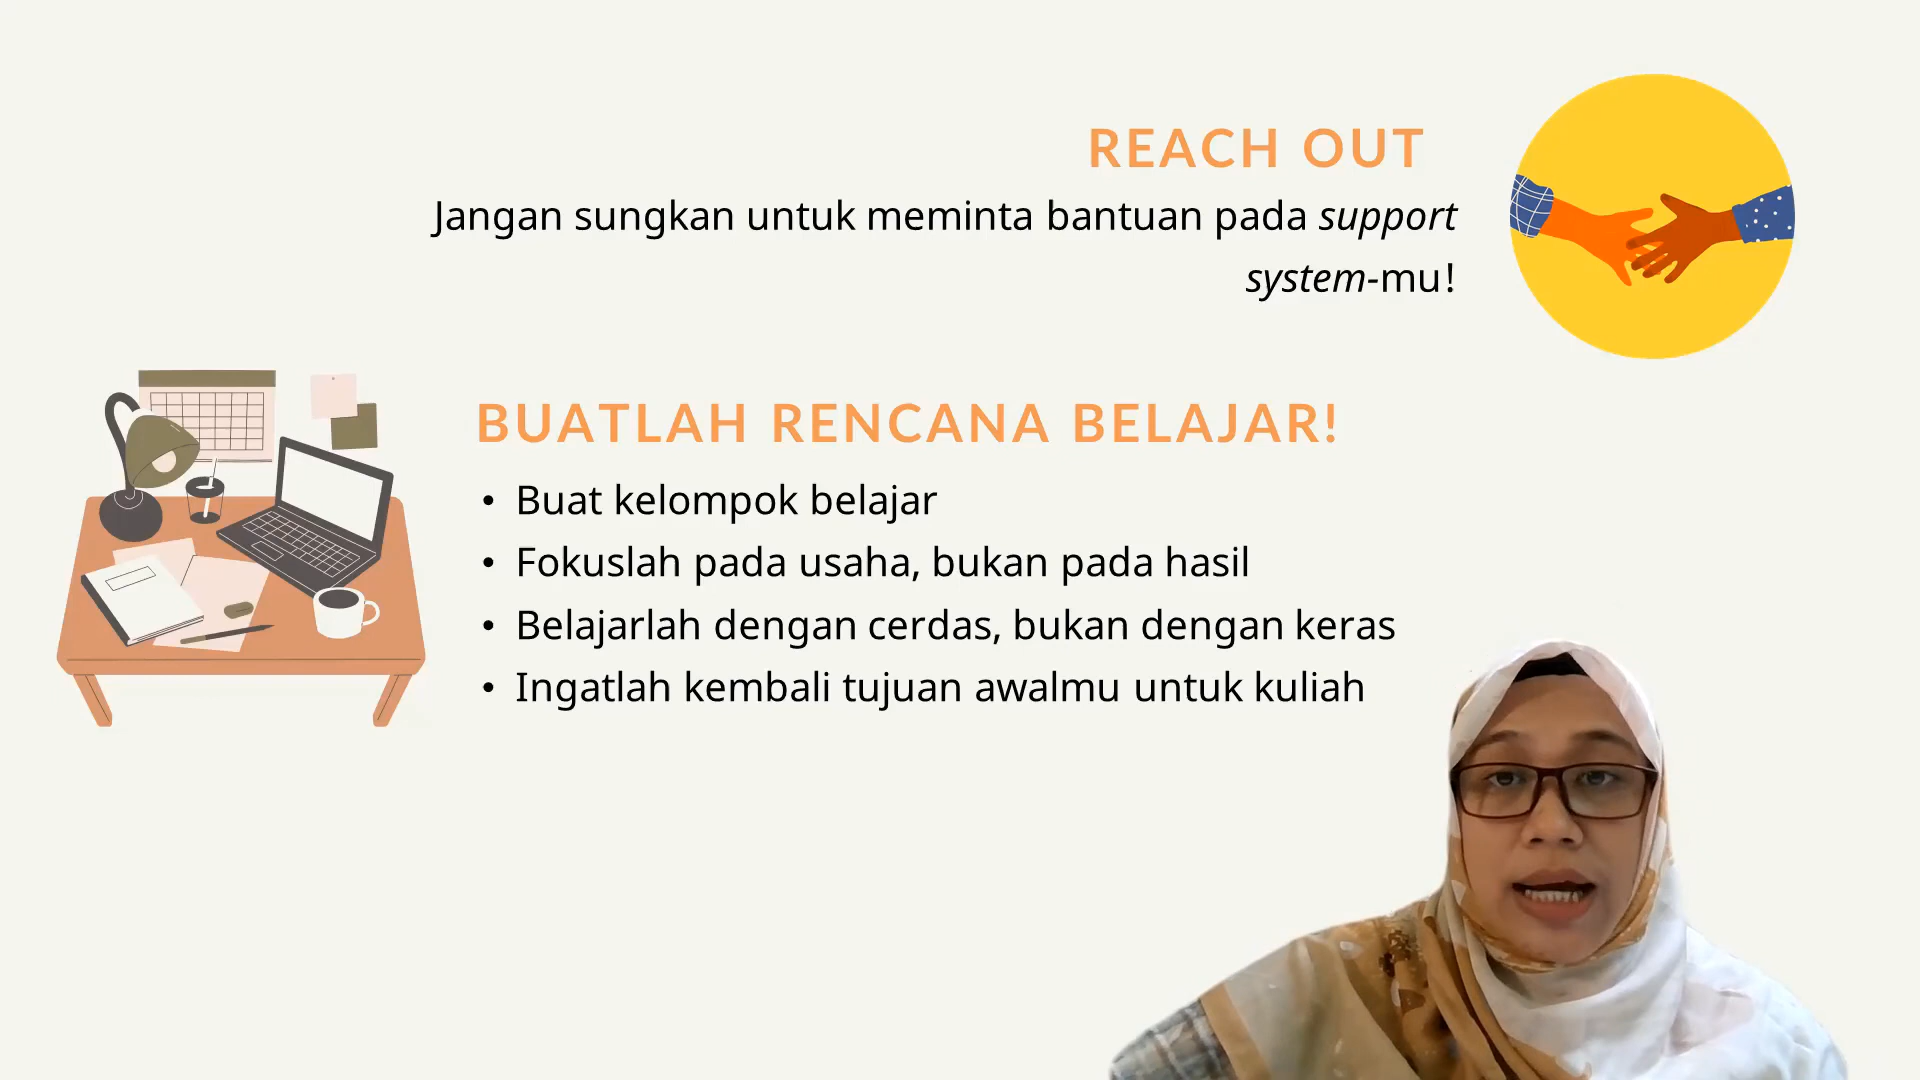 REACH OUT
Jangan sungkan untuk meminta bantuan pada support
system-mu!
BUATLAH RENCANA BELAJAR!
• Buat kelompok belajar
• Fokuslah pada usaha, bukan pada hasil
• Belajarlah dengan cerdas, bukan dengan keras
• Ingatlah kembali tujuan awalmu untuk kuliah